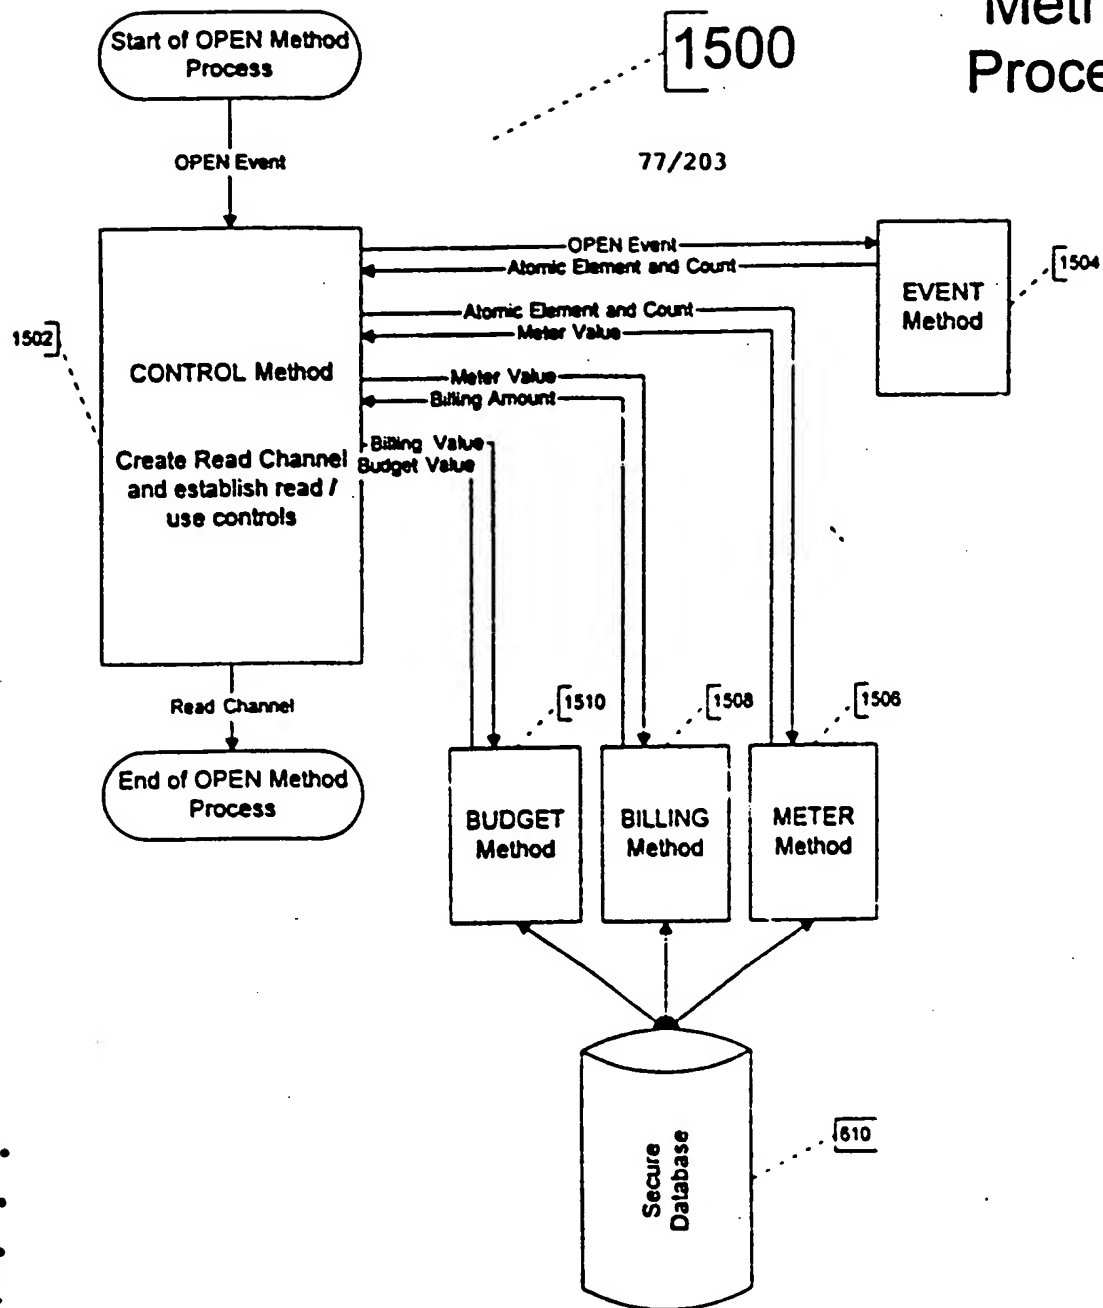 Start of OPEN Method
Process
1500
Proce
77/203
OPEN Event
OPEN Event
Atomic Element and Count
EVENT
Method
1504
Atomic Element and Count
Meter Value
1502
CONTROL Method
Meter Value
Billing Amount
Billing Value
Budget Value
Create Read Channel
and establish read /
use controls
Read Channel
1510
1508
1506
End of OPEN Method
Process
BUDGET
Method
BILLING
Method
METER
Method
Secure
Database
610